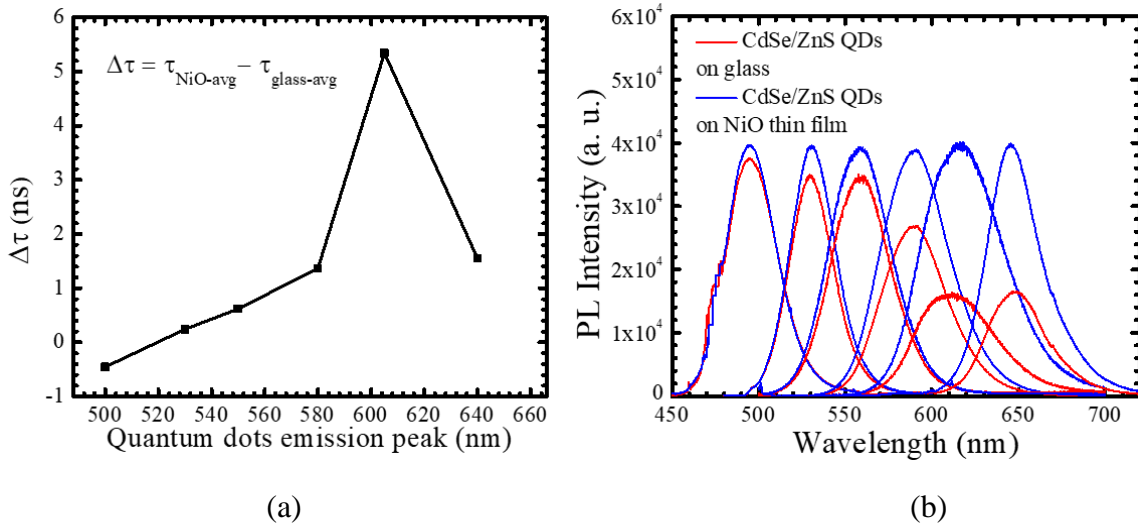 6
5
4
3
2
1
0
-1
Δτ (ns)
Δτ = τNiO-avg − τglass-avg
500 520 540 560 580 600 620 640 660
Quantum dots emission peak (nm)
(a)
6x10⁴
5x10⁴
4x10⁴
3x10⁴
2x10⁴
1x10⁴
0
PL Intensity (a. u.)
CdSe/ZnS QDs
on glass
CdSe/ZnS QDs
on NiO thin film
450 500 550 600 650 700
Wavelength (nm)
(b)